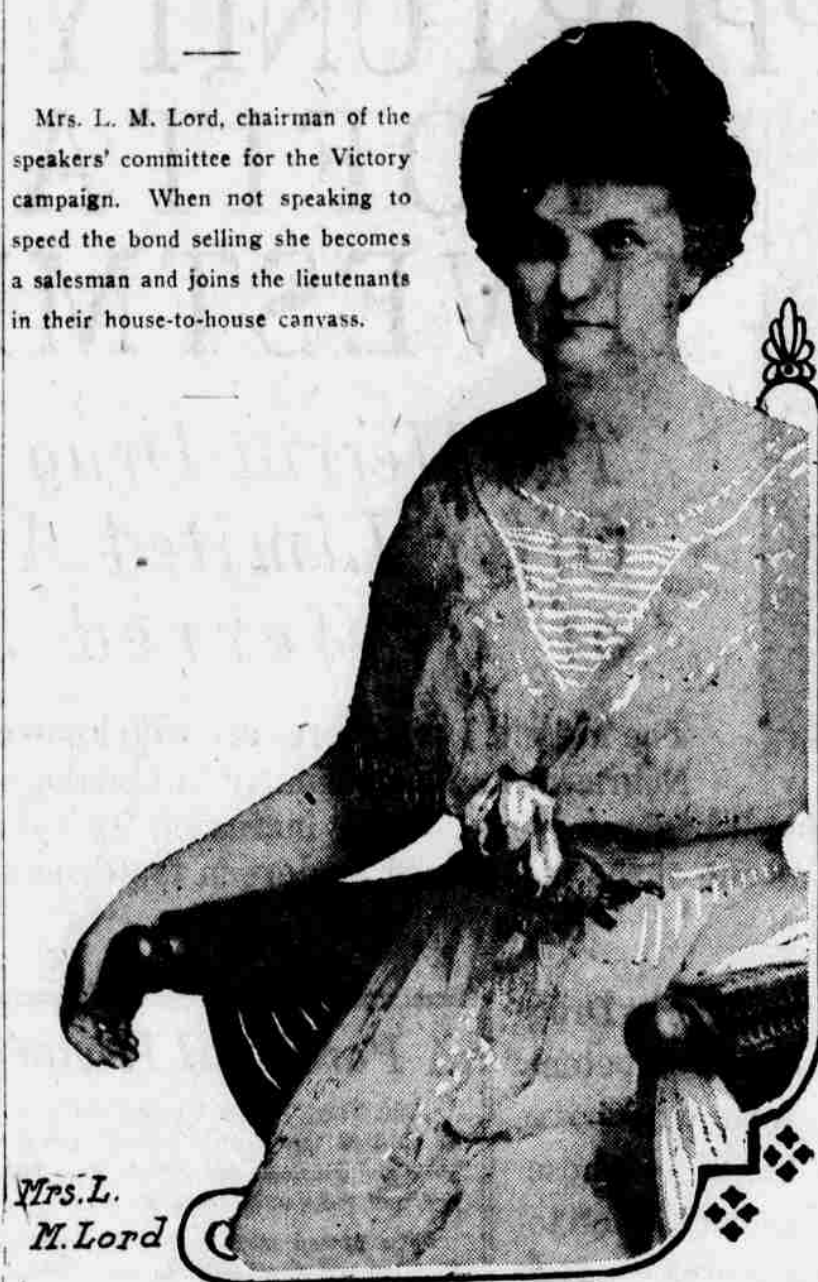 Mrs. L. M. Lord, chairman of the
speakers' committee for the Victory
campaign. When not speaking to
speed the bond selling she becomes
a salesman and joins the lieutenants
in their house-to-house canvass.
Mrs. L.
M. Lord